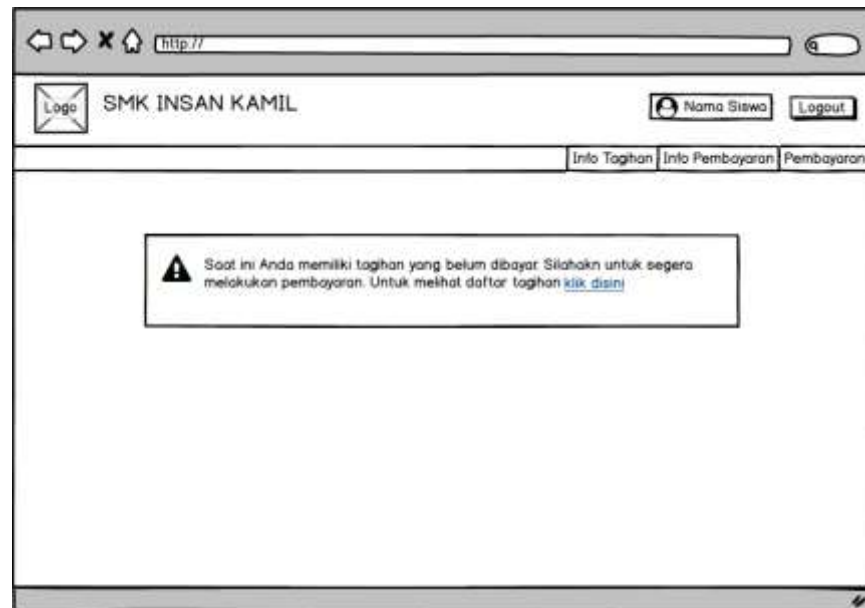 http://
Logo
SMK INSAN KAMIL
Nama Siswa
Logout
Info Tagihan
Info Pembayaran
Pembayaran
Saat ini Anda memiliki tagihan yang belum dibayar. Silahakn untuk segera
melakukan pembayaran. Untuk melihat daftar tagihan klik disini